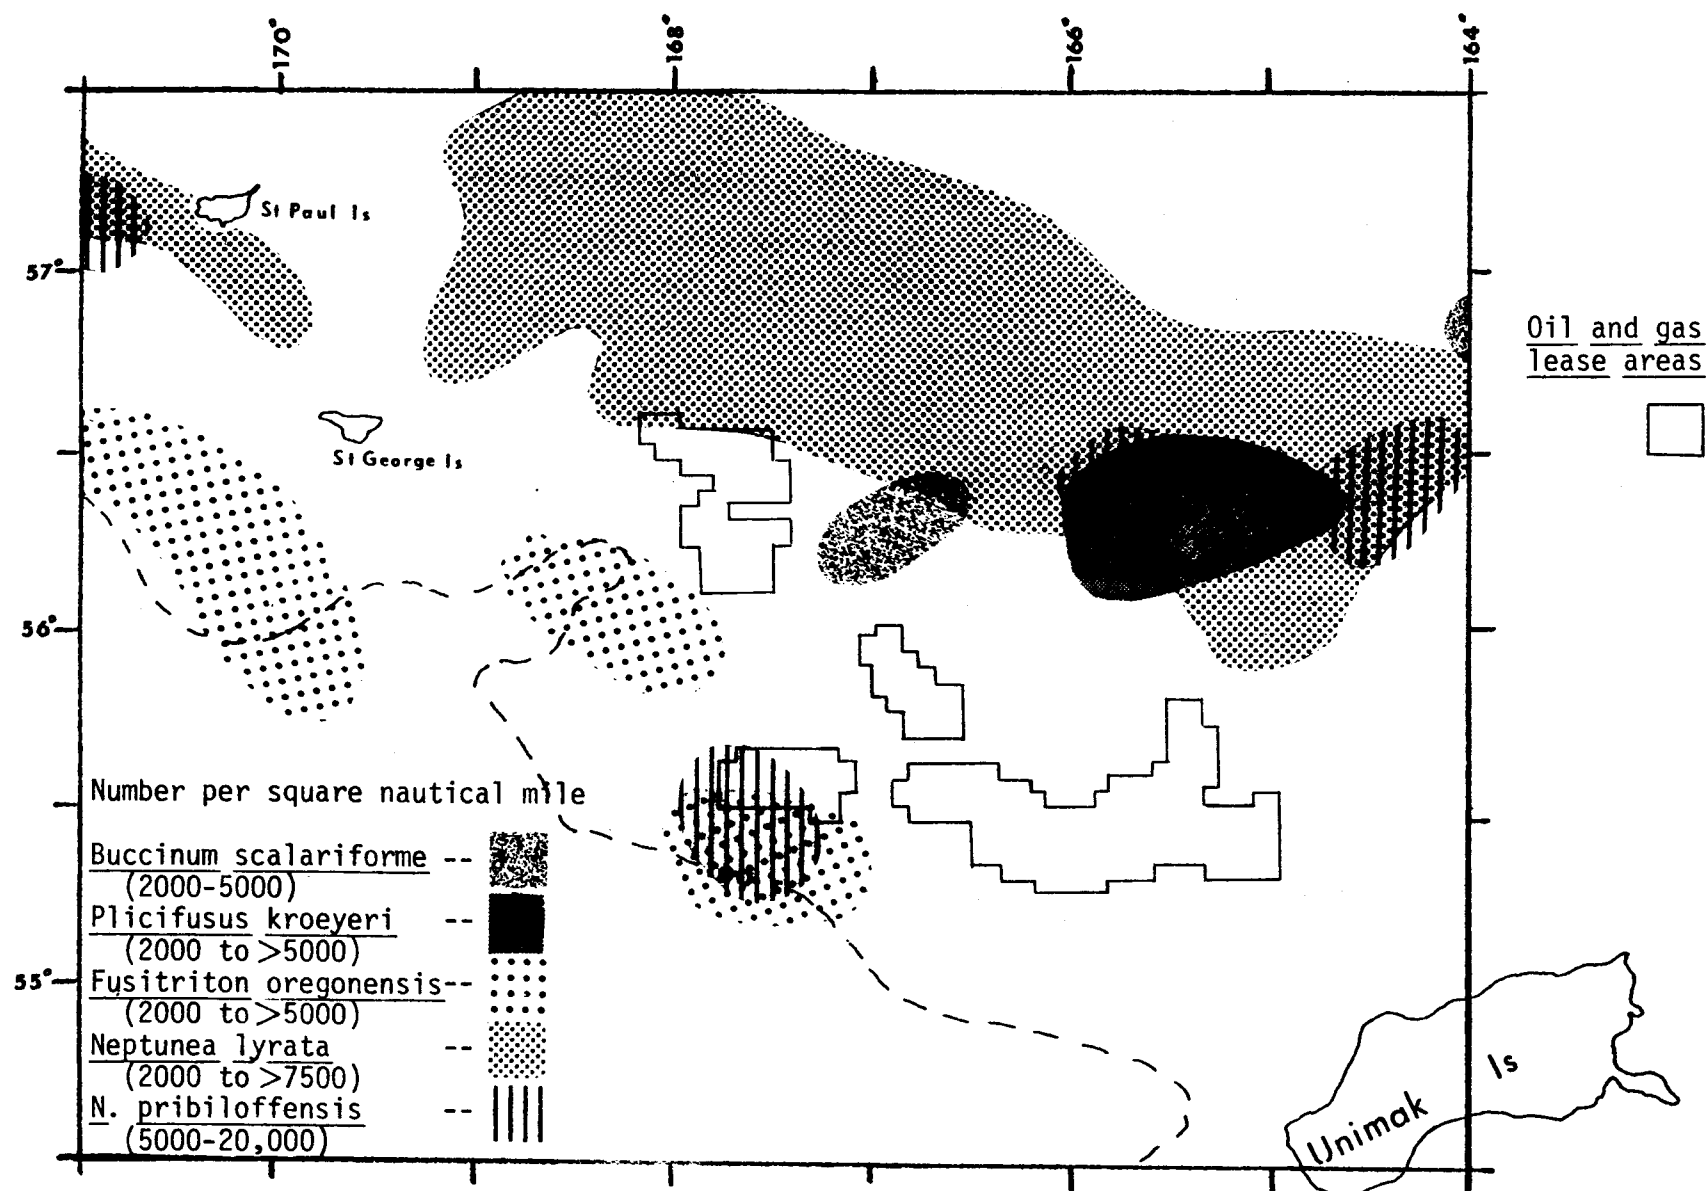 170°
168°
166°
164°
St Paul Is
57°
Oil and gas
lease areas
St George Is
56°
Number per square nautical mile
Buccinum scalariforme --
(2000-5000)
Plicifusus kroeyeri --
(2000 to >5000)
55°
Fusitriton oregonensis--
(2000 to >5000)
Neptunea lyrata --
(2000 to >7500)
N. pribiloffensis --
(5000-20,000)
Unimak Is